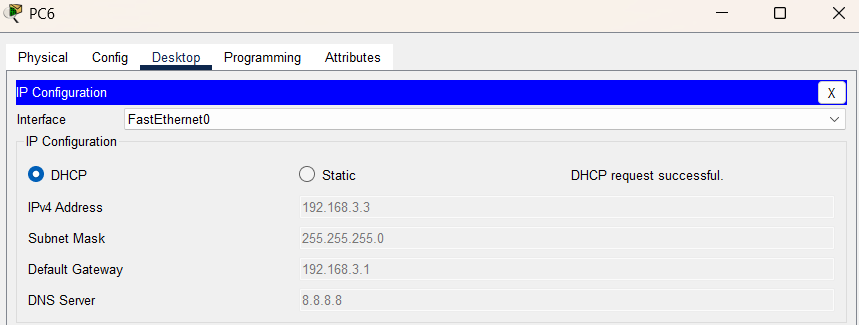 PC6
Physical Config Desktop Programming Attributes
IP Configuration X
Interface FastEthernet0
IP Configuration
DHCP Static DHCP request successful.
IPv4 Address 192.168.3.3
Subnet Mask 255.255.255.0
Default Gateway 192.168.3.1
DNS Server 8.8.8.8